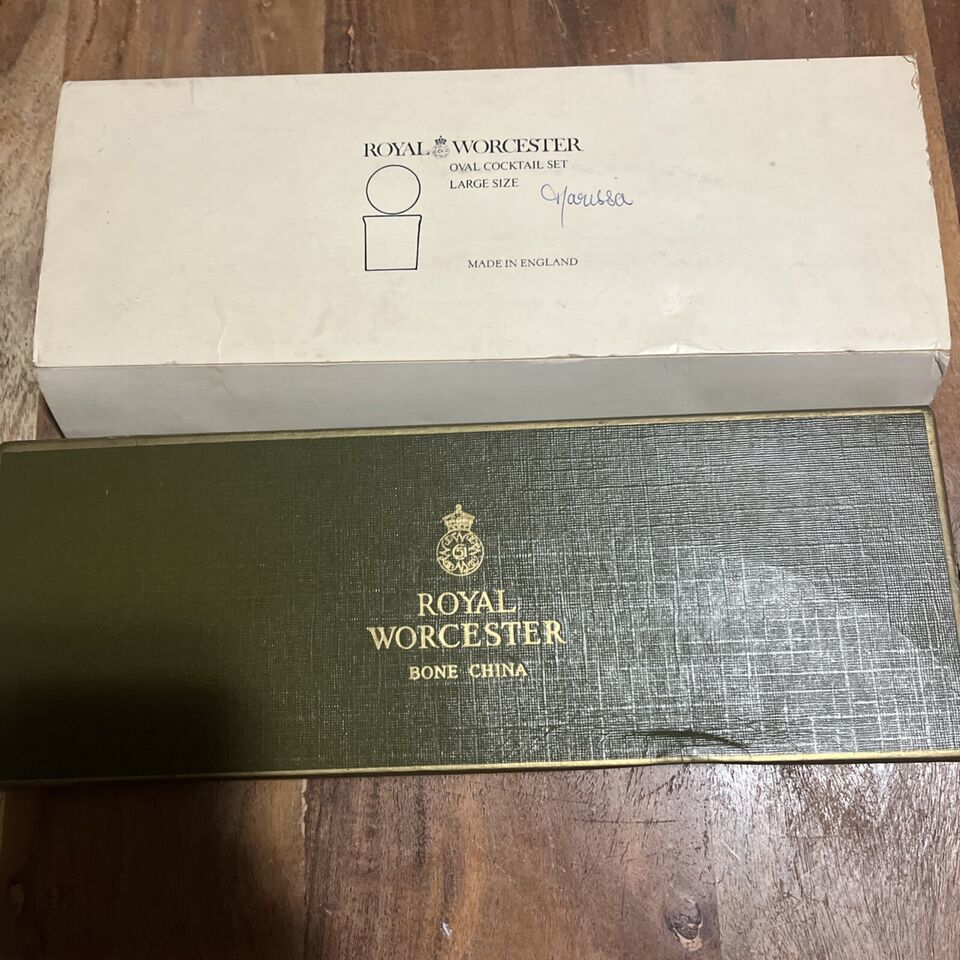 ROYAL WORCESTER
OVAL COCKTAIL SET
LARGE SIZE
Marissa
MADE IN ENGLAND
ROYAL
WORCESTER
BONE CHINA